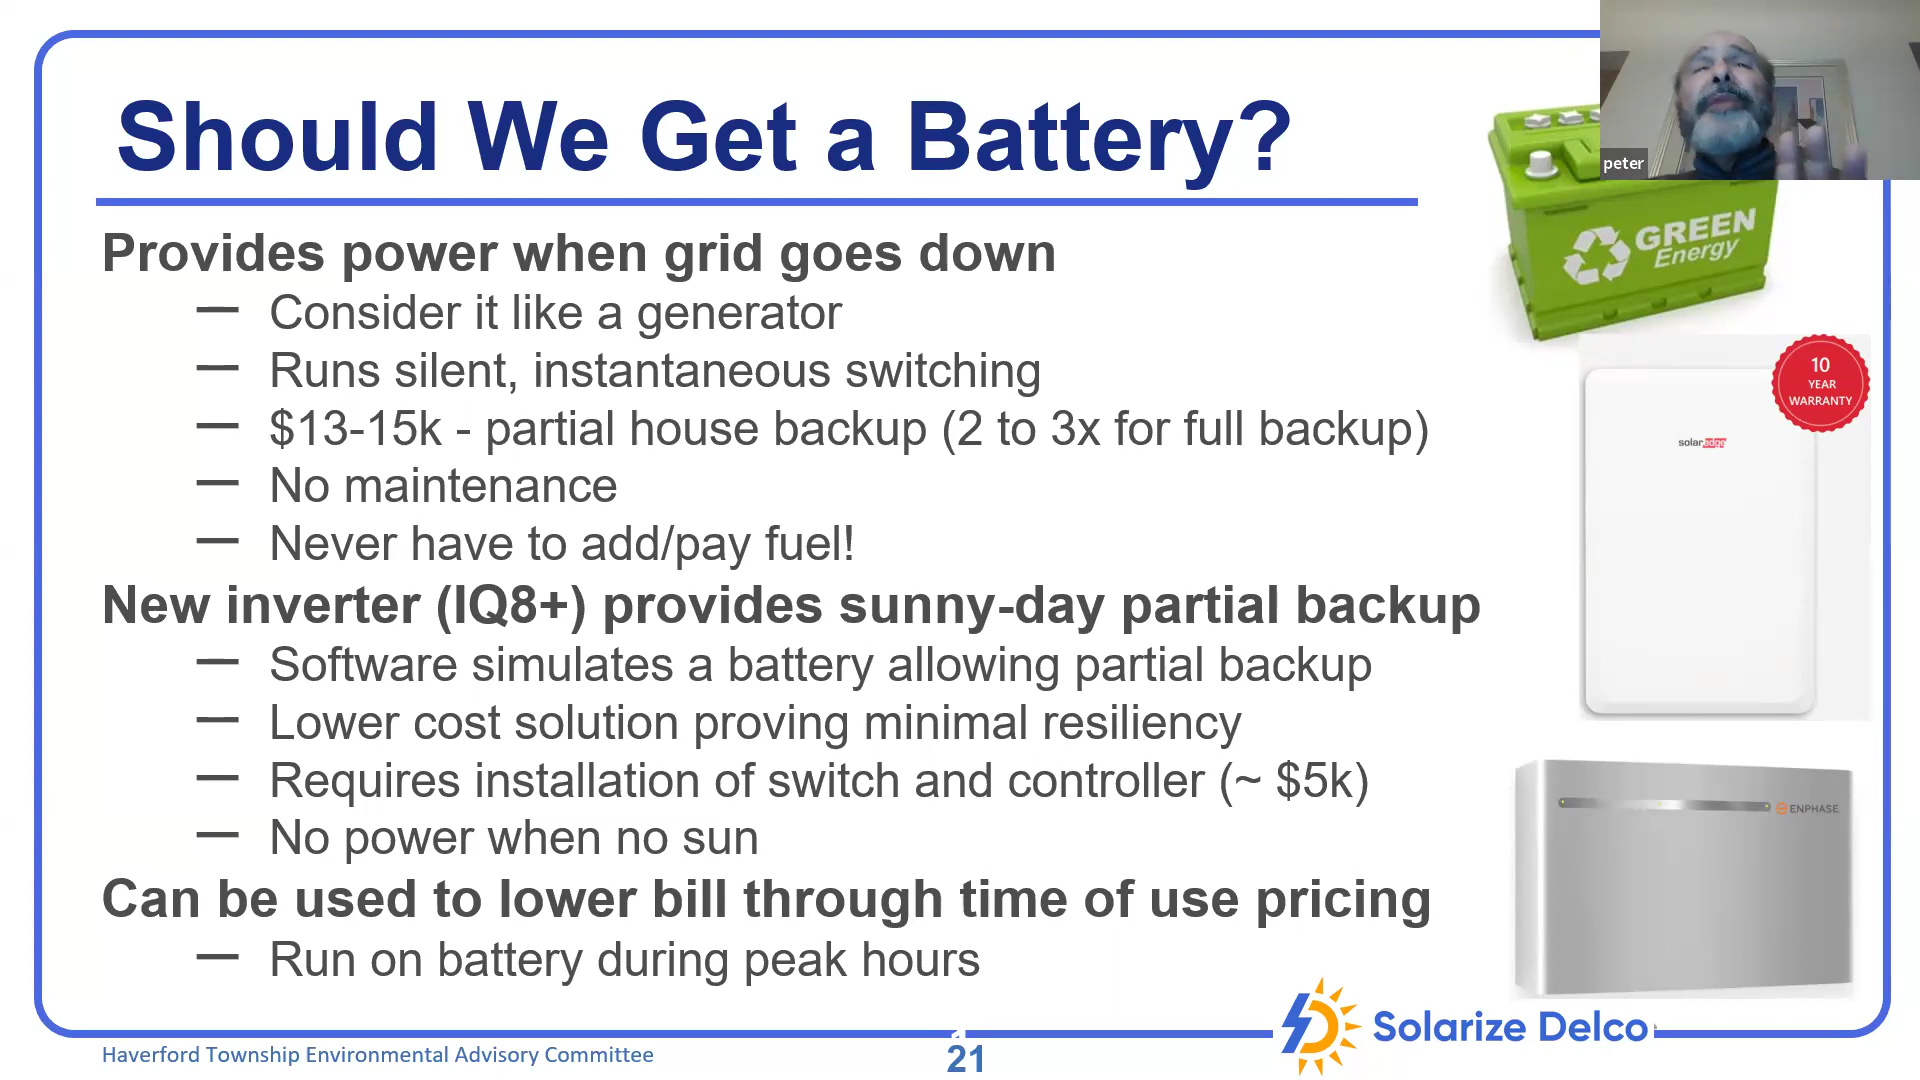 Should We Get a Battery?
peter
GREEN
Energy
Provides power when grid goes down
— Consider it like a generator
— Runs silent, instantaneous switching
— $13-15k - partial house backup (2 to 3x for full backup)
— No maintenance
— Never have to add/pay fuel!
10
YEAR
WARRANTY
solaredge
New inverter (IQ8+) provides sunny-day partial backup
— Software simulates a battery allowing partial backup
— Lower cost solution proving minimal resiliency
— Requires installation of switch and controller (~ $5k)
— No power when no sun
ENPHASE
Can be used to lower bill through time of use pricing
— Run on battery during peak hours
Solarize Delco
Haverford Township Environmental Advisory Committee
21